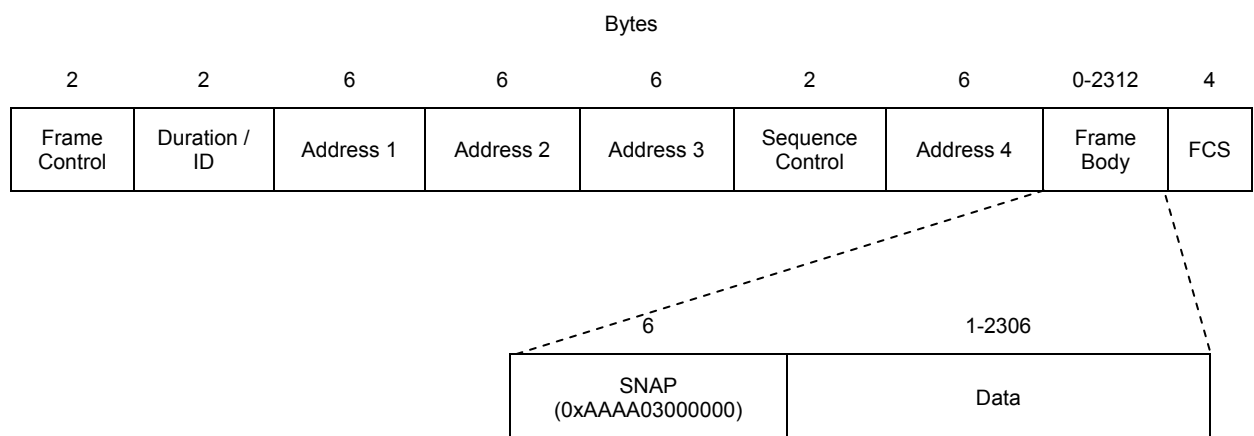 Bytes
2 2 6 6 6 2 6 0-2312 4
Frame Control Duration / ID Address 1 Address 2 Address 3 Sequence Control Address 4 Frame Body FCS
6 1-2306
SNAP (0xAAAA03000000) Data